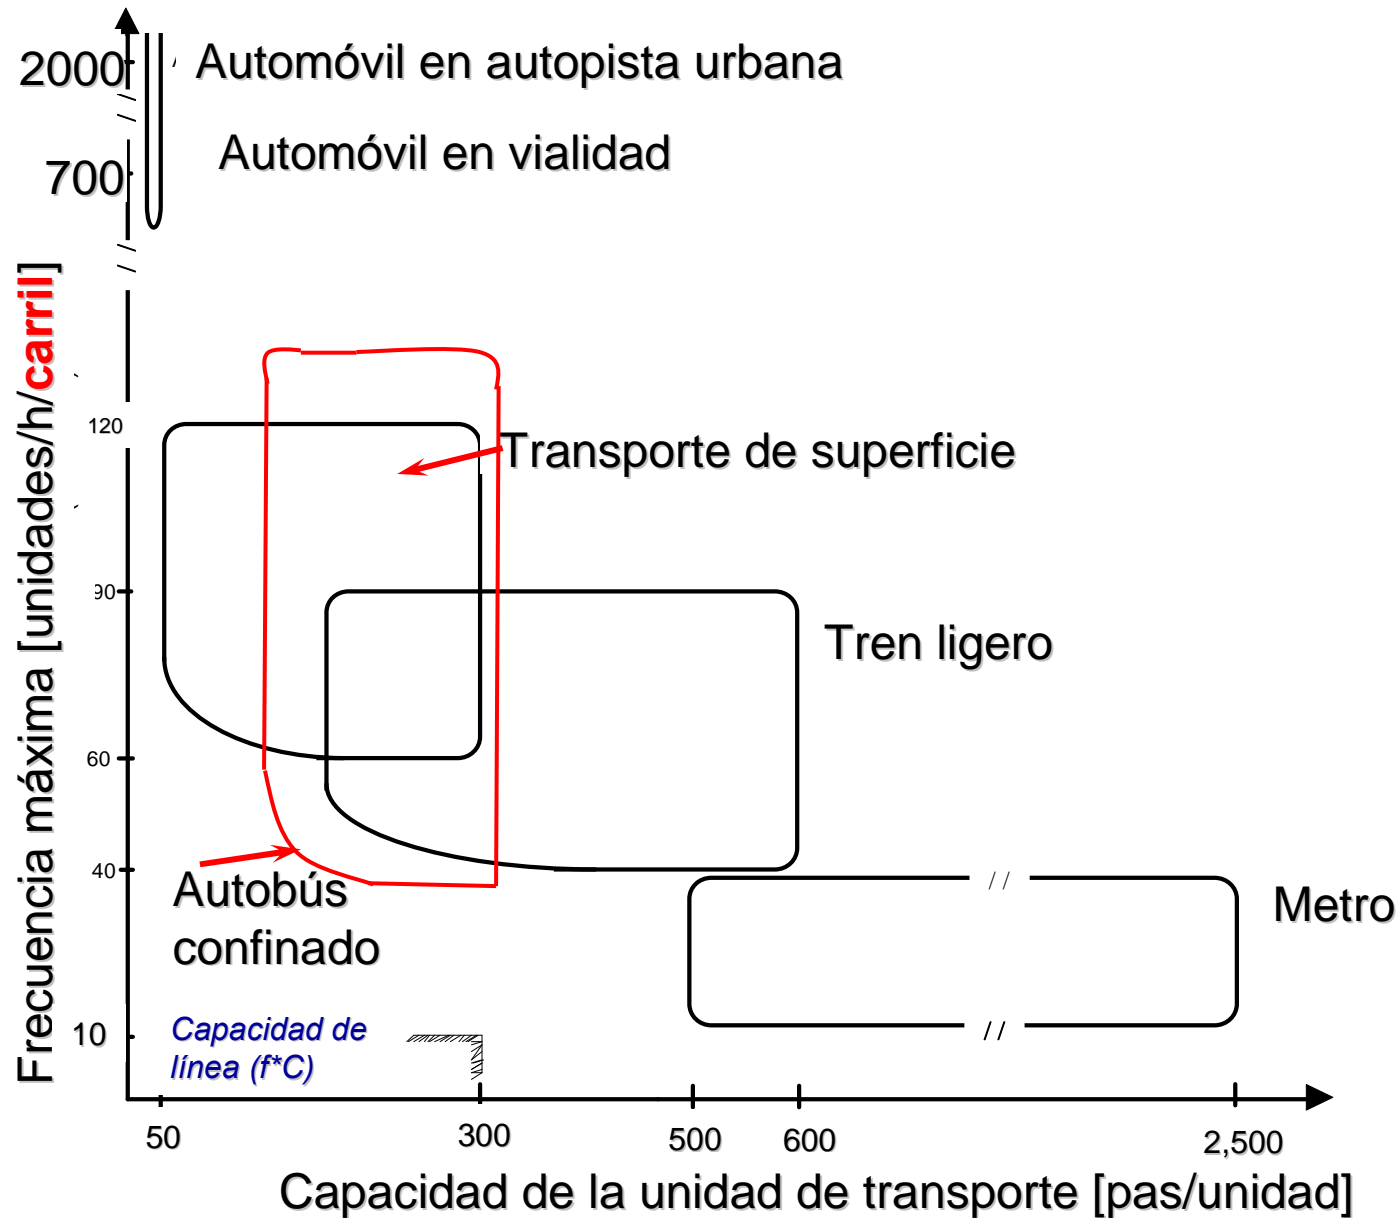 2000
Automóvil en autopista urbana
700
Automóvil en vialidad
Frecuencia máxima [unidades/h/carril]
120
Transporte de superficie
90
Tren ligero
60
40
Autobús
confinado
Metro
10
Capacidad de
línea (f*C)
50
300
500
600
2,500
Capacidad de la unidad de transporte [pas/unidad]